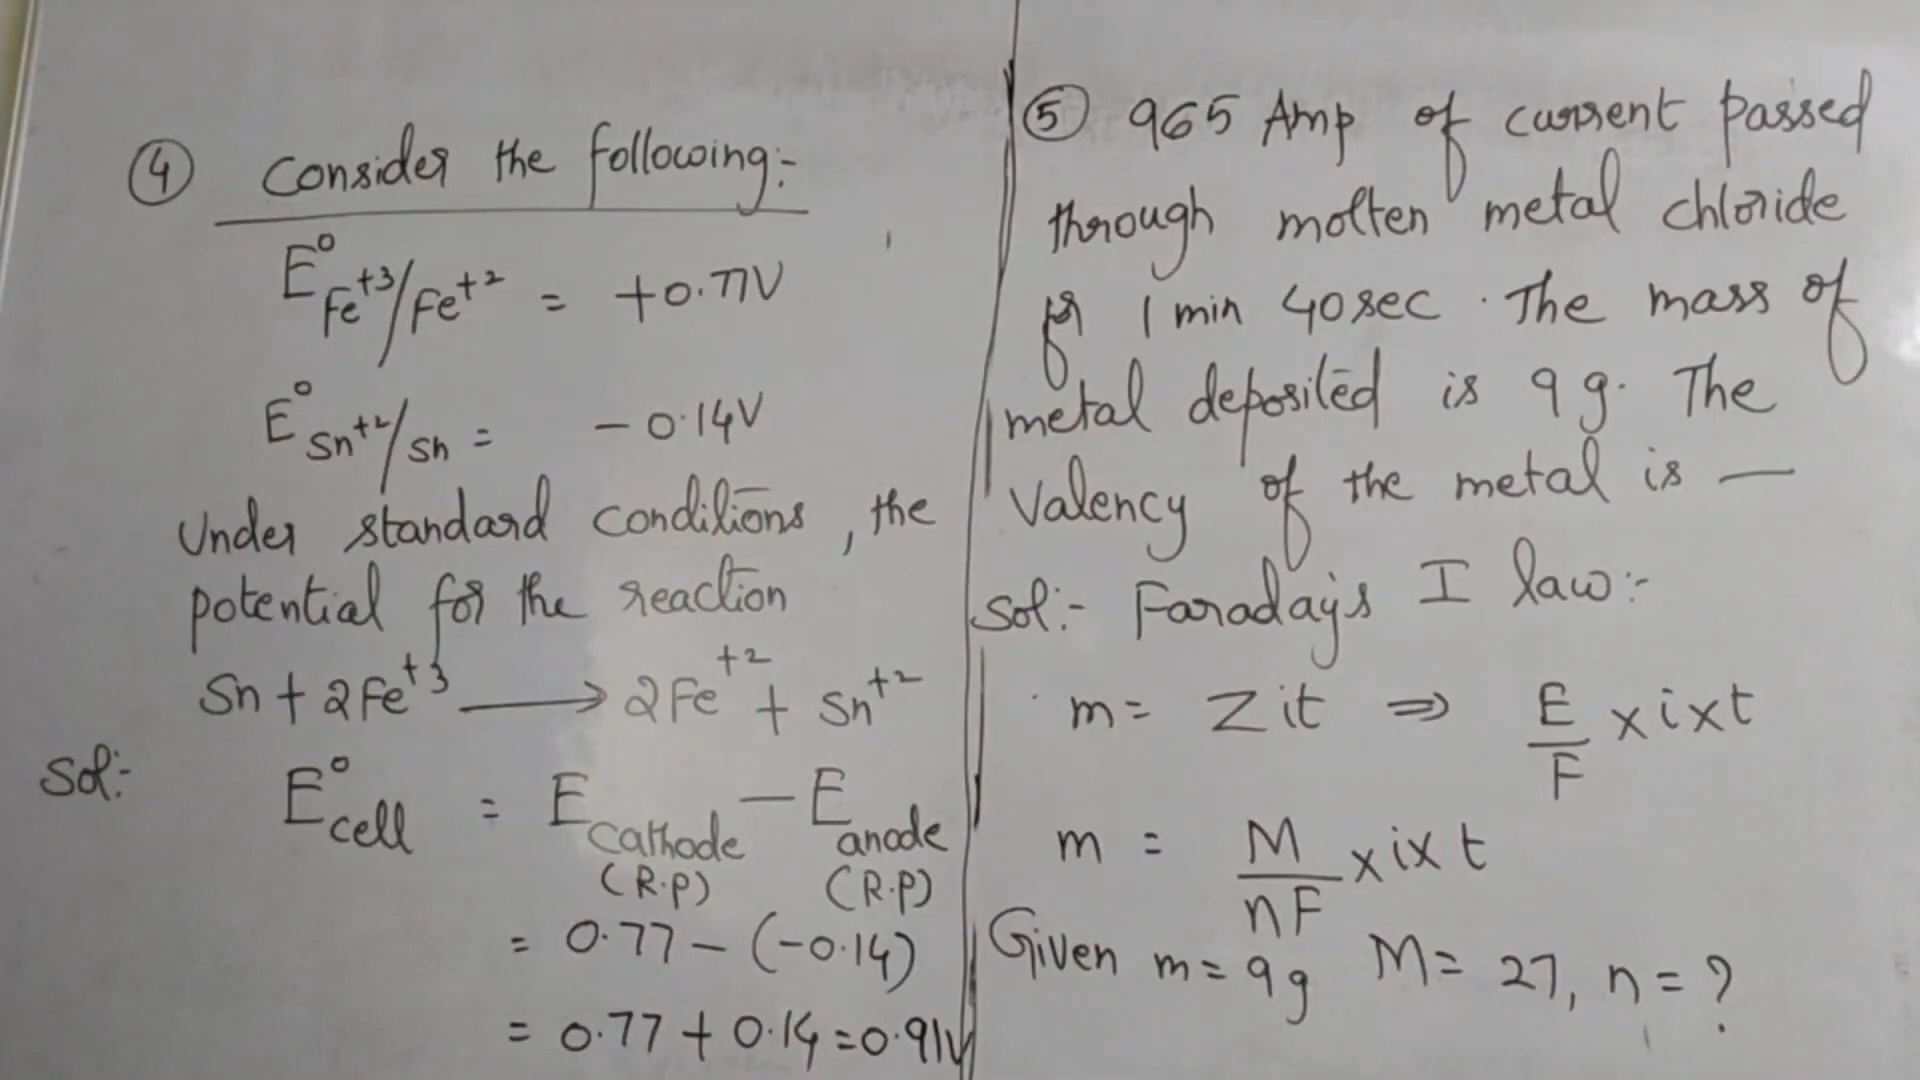 ④ Consider the following:-
E°Fe+3/Fe+2 = +0.77V
E°Sn+2/Sn = -0.14V
Under standard conditions, the
potential for the reaction
Sn + 2Fe+3 ⟶ 2Fe+2 + Sn+2
Sol:- E°cell = E cathode - E anode
(R.P) (R.P)
= 0.77 - (-0.14)
= 0.77 + 0.14 = 0.91V
⑤ 965 Amp of current passed
through molten metal chloride
for 1 min 40sec. The mass of
metal deposited is 9g. The
Valency of the metal is —
Sol:- Faraday's I law:-
m = Zit ⇒ E/F × i × t
m = M/nF × i × t
Given m = 9g M = 27, n = ?